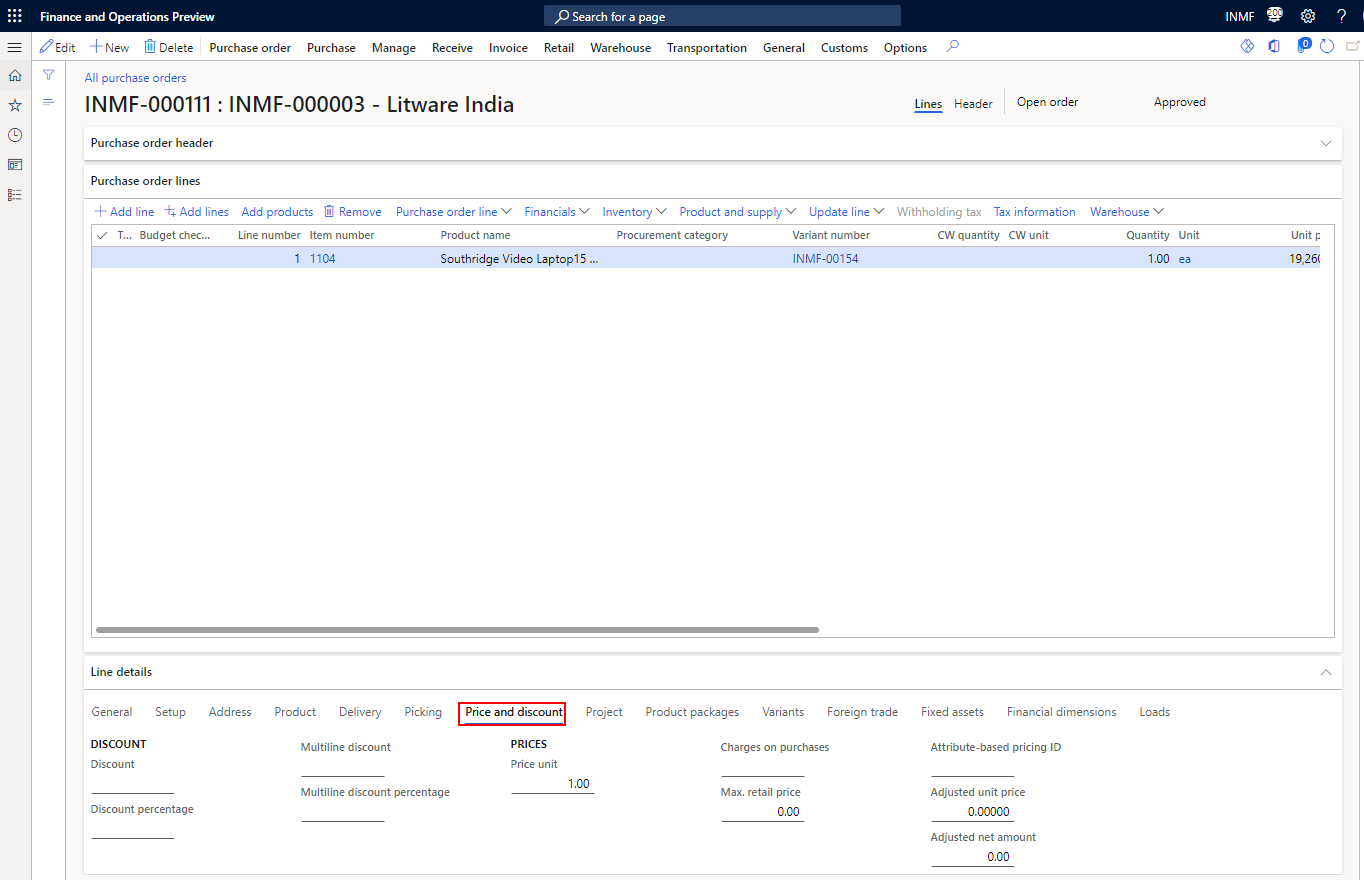 Finance and Operations Preview
Search for a page
INMF
200
?
Edit New Delete Purchase order Purchase Manage Receive Invoice Retail Warehouse Transportation General Customs Options
0
All purchase orders
INMF-000111 : INMF-000003 - Litware India
Lines Header Open order Approved
Purchase order header
Purchase order lines
Add line Add lines Add products Remove Purchase order line Financials Inventory Product and supply Update line Withholding tax Tax information Warehouse
T... Budget chec... Line number Item number Product name Procurement category Variant number CW quantity CW unit Quantity Unit Unit p
1 1104 Southridge Video Laptop15 ... INMF-00154 1.00 ea 19,260
Line details
General Setup Address Product Delivery Picking Price and discount Project Product packages Variants Foreign trade Fixed assets Financial dimensions Loads
DISCOUNT
Discount
Discount percentage
Multiline discount
Multiline discount percentage
PRICES
Price unit
1.00
Charges on purchases
Max. retail price
0.00
Attribute-based pricing ID
Adjusted unit price
0.00000
Adjusted net amount
0.00